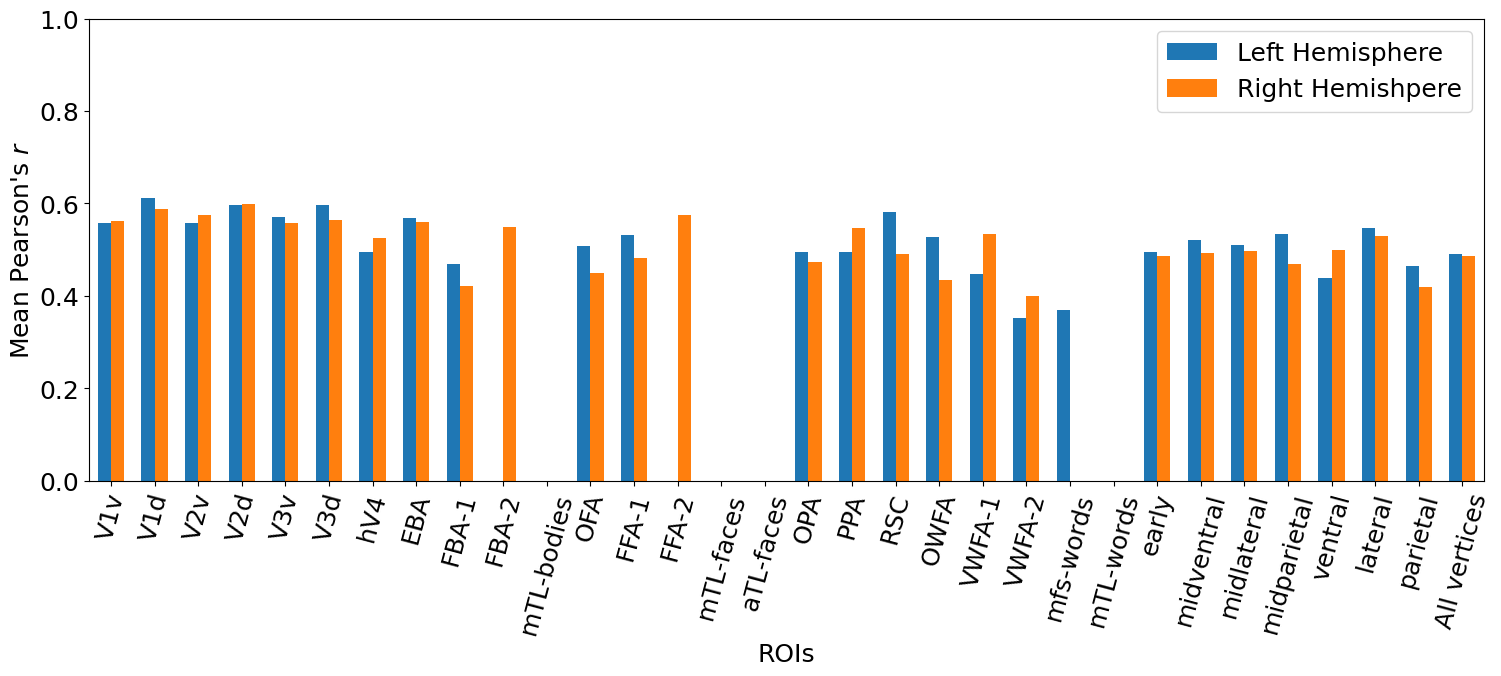 1.0
0.8
0.6
0.4
0.2
0.0
Mean Pearson's r
Left Hemisphere
Right Hemishpere
V1v
V1d
V2v
V2d
V3v
V3d
hV4
EBA
FBA-1
FBA-2
mTL-bodies
OFA
FFA-1
FFA-2
mTL-faces
aTL-faces
OPA
PPA
RSC
OWFA
VWFA-1
VWFA-2
mfs-words
mTL-words
early
midventral
midlateral
midparietal
ventral
lateral
parietal
All vertices
ROIs